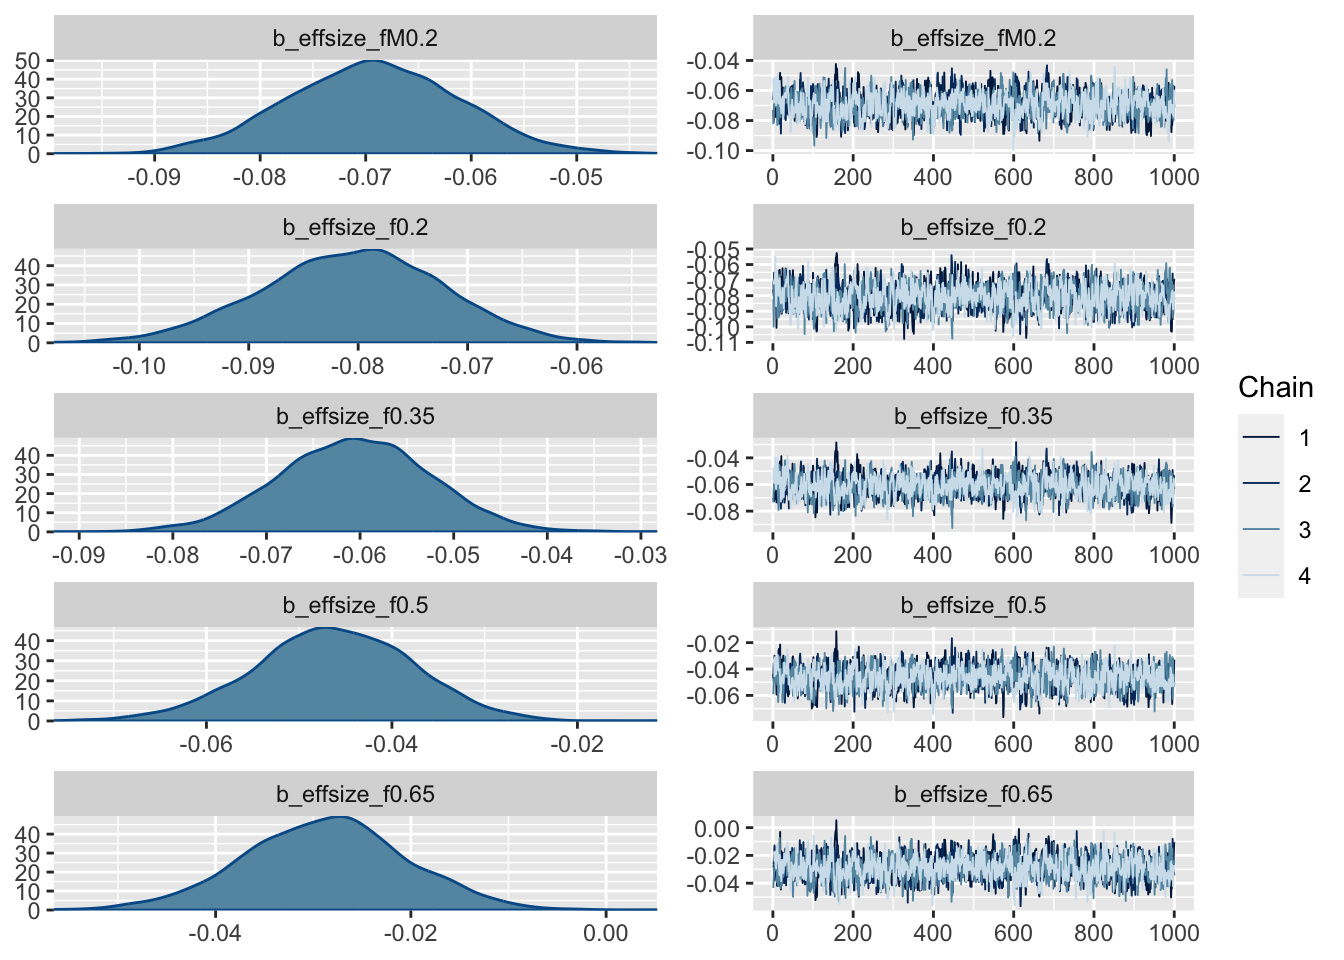 b_effsize_fM0.2
50
40
30
20
10
0
-0.09 -0.08 -0.07 -0.06 -0.05
b_effsize_fM0.2
-0.04
-0.06
-0.08
-0.10
0 200 400 600 800 1000
b_effsize_f0.2
40
30
20
10
0
-0.10 -0.09 -0.08 -0.07 -0.06
b_effsize_f0.2
-0.05
-0.06
-0.07
-0.08
-0.09
-0.10
-0.11
0 200 400 600 800 1000
b_effsize_f0.35
40
30
20
10
0
-0.09 -0.08 -0.07 -0.06 -0.05 -0.04 -0.03
b_effsize_f0.35
-0.04
-0.06
-0.08
0 200 400 600 800 1000
b_effsize_f0.5
40
30
20
10
0
-0.06 -0.04 -0.02
b_effsize_f0.5
-0.02
-0.04
-0.06
0 200 400 600 800 1000
b_effsize_f0.65
40
30
20
10
0
-0.04 -0.02 0.00
b_effsize_f0.65
0.00
-0.02
-0.04
0 200 400 600 800 1000
Chain
1
2
3
4